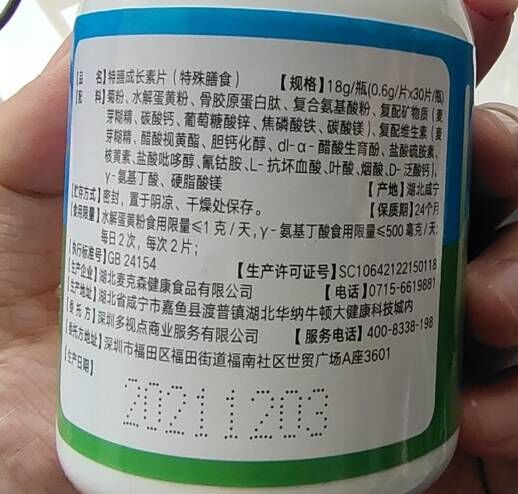 【品 名】特膳成长素片（特殊膳食） 【规格】18g/瓶(0.6g/片x30片/瓶)
【配 料】菊粉、水解蛋黄粉、骨胶原蛋白肽、复合氨基酸粉、复配矿物质（麦
芽糊精、碳酸钙、葡萄糖酸锌、焦磷酸铁、碳酸镁）、复配维生素（麦
芽糊精、醋酸视黄酯、胆钙化醇、dl-α-醋酸生育酚、盐酸硫胺素、
核黄素、盐酸吡哆醇、氰钴胺、L-抗坏血酸、叶酸、烟酸、D-泛酸钙）、
γ-氨基丁酸、硬脂酸镁 【产地】湖北咸宁
【贮存方式】密封，置于阴凉、干燥处保存。 【保质期】24个月
【食用限量】水解蛋黄粉食用限量≤1克/天，γ-氨基丁酸食用限量≤500毫克/天；
每日2次，每次2片；
【执行标准号】GB 24154 【生产许可证号】SC10642122150118
【生产企业】湖北麦克森健康食品有限公司 【电话】0715-6619881
【生产地址】湖北省咸宁市嘉鱼县渡普镇湖北华纳牛顿大健康科技城内
【委托方】深圳多视点商业服务有限公司 【服务电话】400-8338-198
【委托方地址】深圳市福田区福田街道福南社区世贸广场A座3601
【生产日期】
20211203